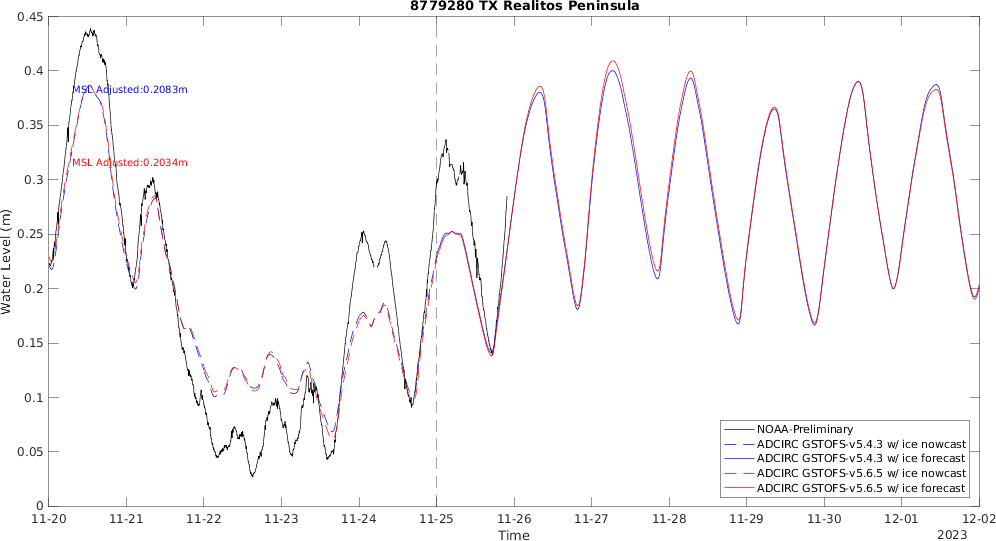 8779280 TX Realitos Peninsula
0.45
0.4
0.35
0.3
0.25
0.2
0.15
0.1
0.05
0
Water Level (m)
MSL Adjusted:0.2083m
MSL Adjusted:0.2034m
NOAA-Preliminary
ADCIRC GSTOFS-v5.4.3 w/ ice nowcast
ADCIRC GSTOFS-v5.4.3 w/ ice forecast
ADCIRC GSTOFS-v5.6.5 w/ ice nowcast
ADCIRC GSTOFS-v5.6.5 w/ ice forecast
11-20 11-21 11-22 11-23 11-24 11-25 11-26 11-27 11-28 11-29 11-30 12-01 12-02
Time
2023